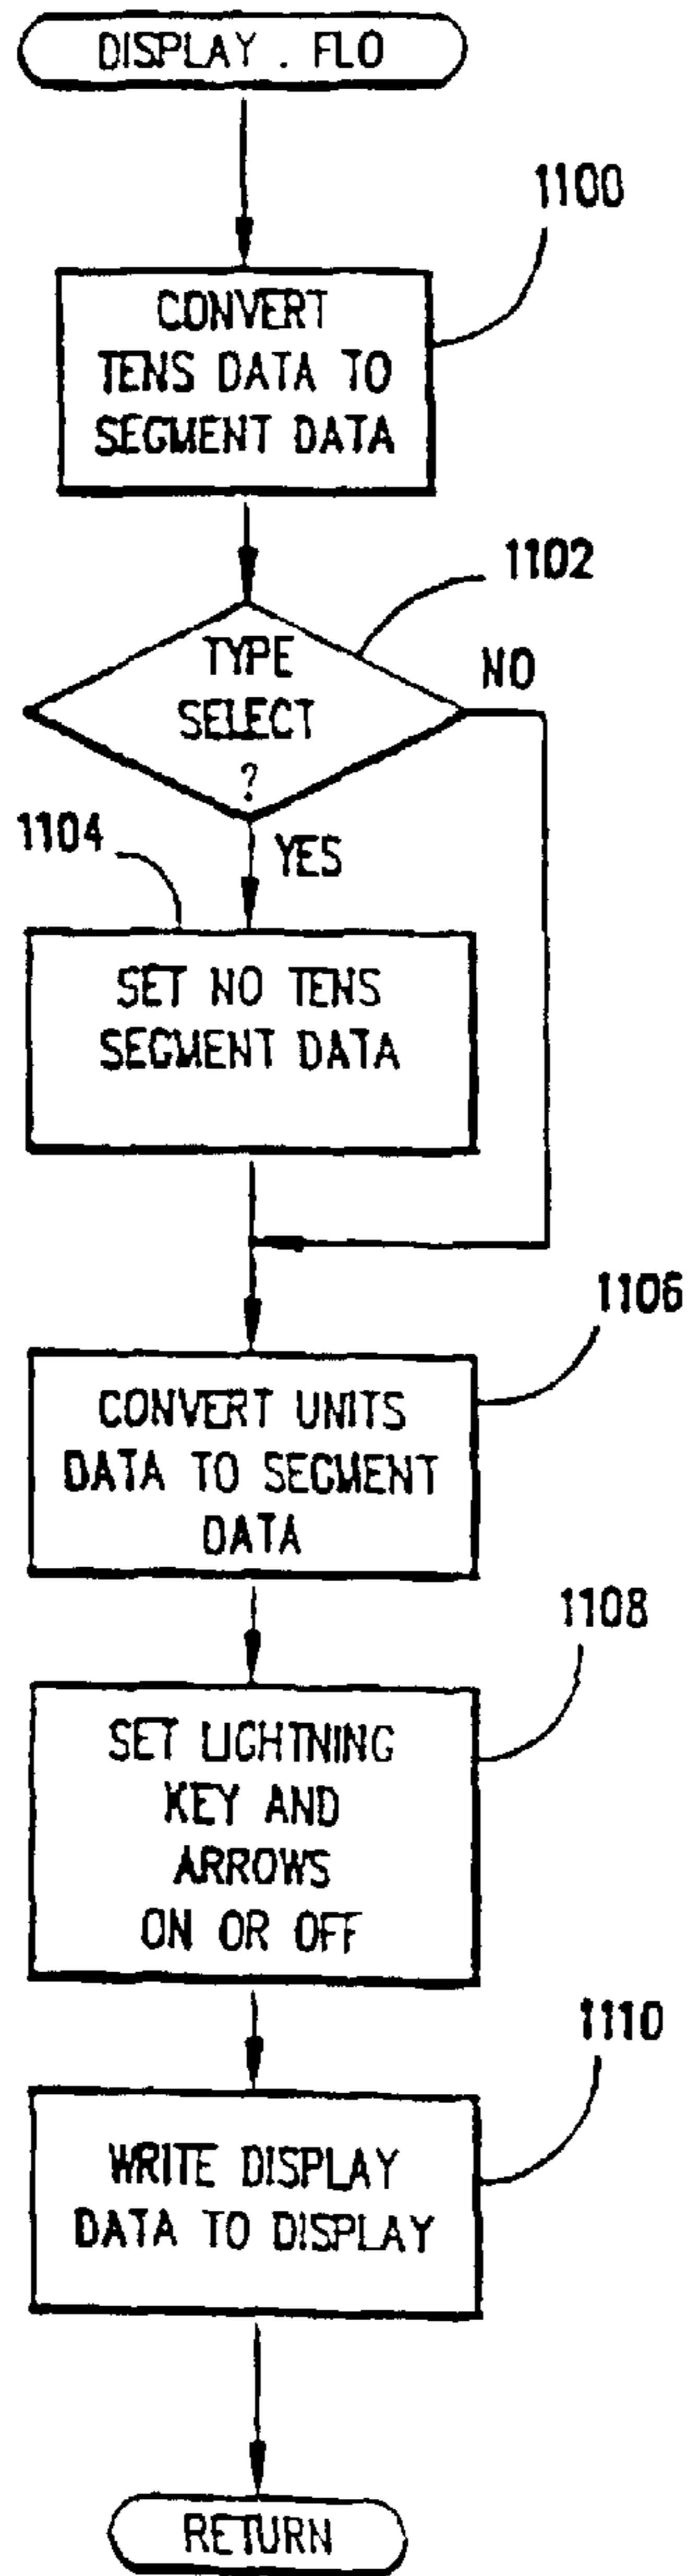 DISPLAY . FLO
1100
CONVERT
TENS DATA TO
SEGMENT DATA
1102
TYPE
SELECT
?
NO
YES
1104
SET NO TENS
SEGMENT DATA
1106
CONVERT UNITS
DATA TO SEGMENT
DATA
1108
SET LIGHTNING
KEY AND
ARROWS
ON OR OFF
1110
WRITE DISPLAY
DATA TO DISPLAY
RETURN